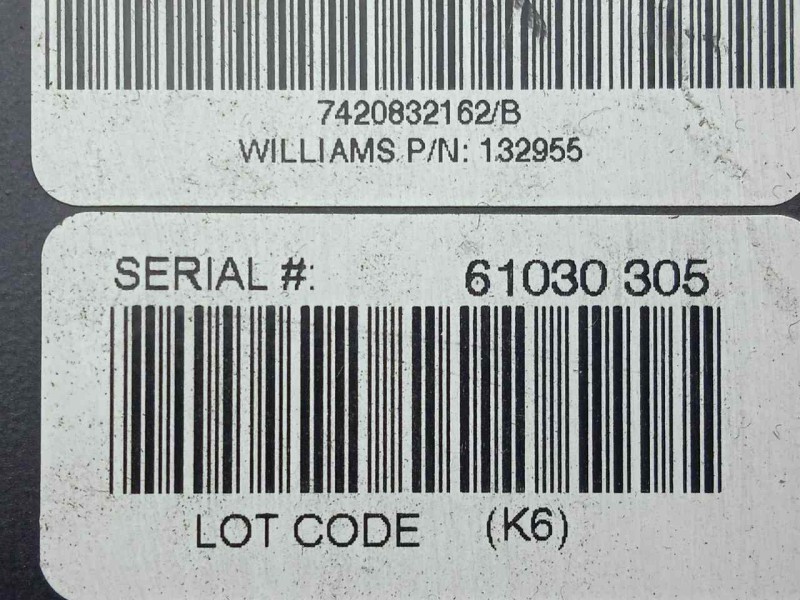 7420832162/B
WILLIAMS P/N: 132955
SERIAL #: 61030 305
LOT CODE (K6)